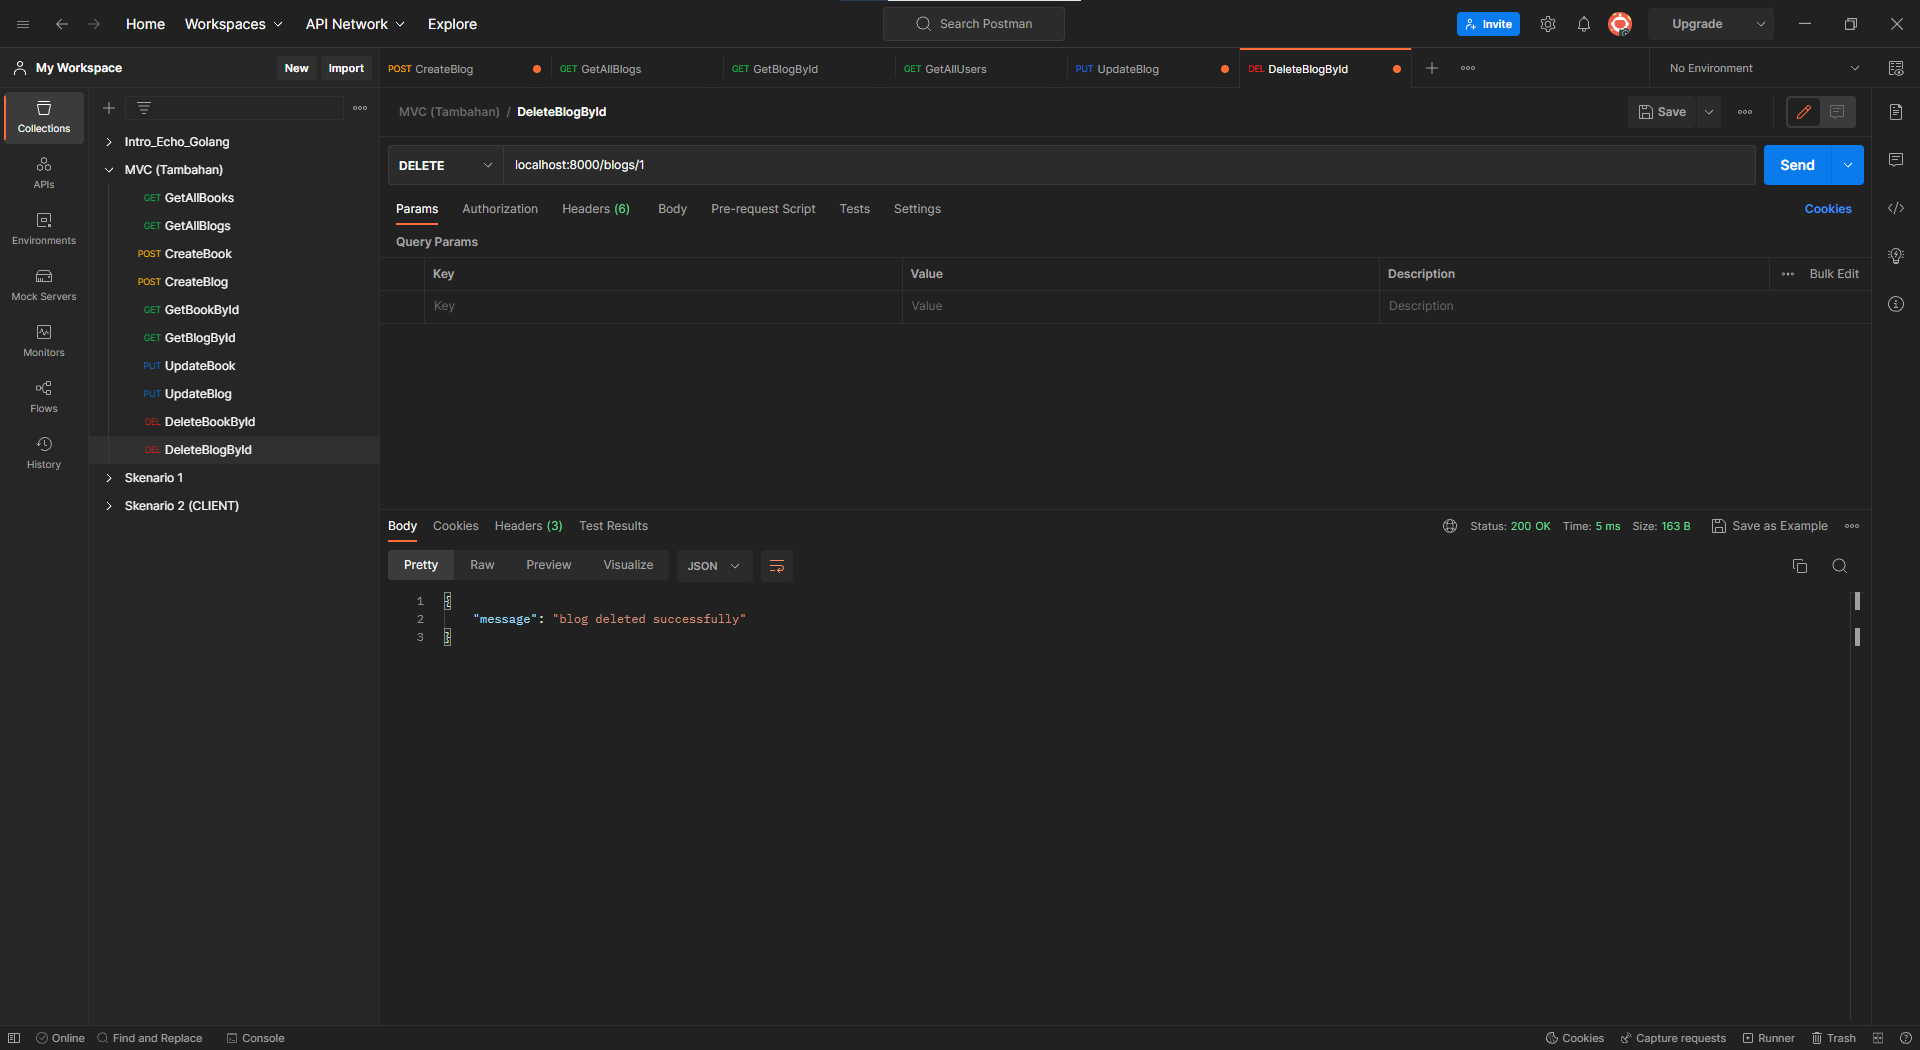 Home Workspaces API Network Explore Search Postman Invite Upgrade
My Workspace New Import POST CreateBlog GET GetAllBlogs GET GetBlogById GET GetAllUsers PUT UpdateBlog DEL DeleteBlogById No Environment
MVC (Tambahan) / DeleteBlogById Save
Collections
APIs
Environments
Mock Servers
Monitors
Flows
History
Intro_Echo_Golang
MVC (Tambahan)
GET GetAllBooks
GET GetAllBlogs
POST CreateBook
POST CreateBlog
GET GetBookById
GET GetBlogById
PUT UpdateBook
PUT UpdateBlog
DEL DeleteBookById
DEL DeleteBlogById
Skenario 1
Skenario 2 (CLIENT)
DELETE localhost:8000/blogs/1 Send
Params Authorization Headers (6) Body Pre-request Script Tests Settings Cookies
Query Params
Key Value Description Bulk Edit
Key Value Description
Body Cookies Headers (3) Test Results Status: 200 OK Time: 5 ms Size: 163 B Save as Example
Pretty Raw Preview Visualize JSON
1 {
2 "message": "blog deleted successfully"
3 }
Online Find and Replace Console Cookies Capture requests Runner Trash